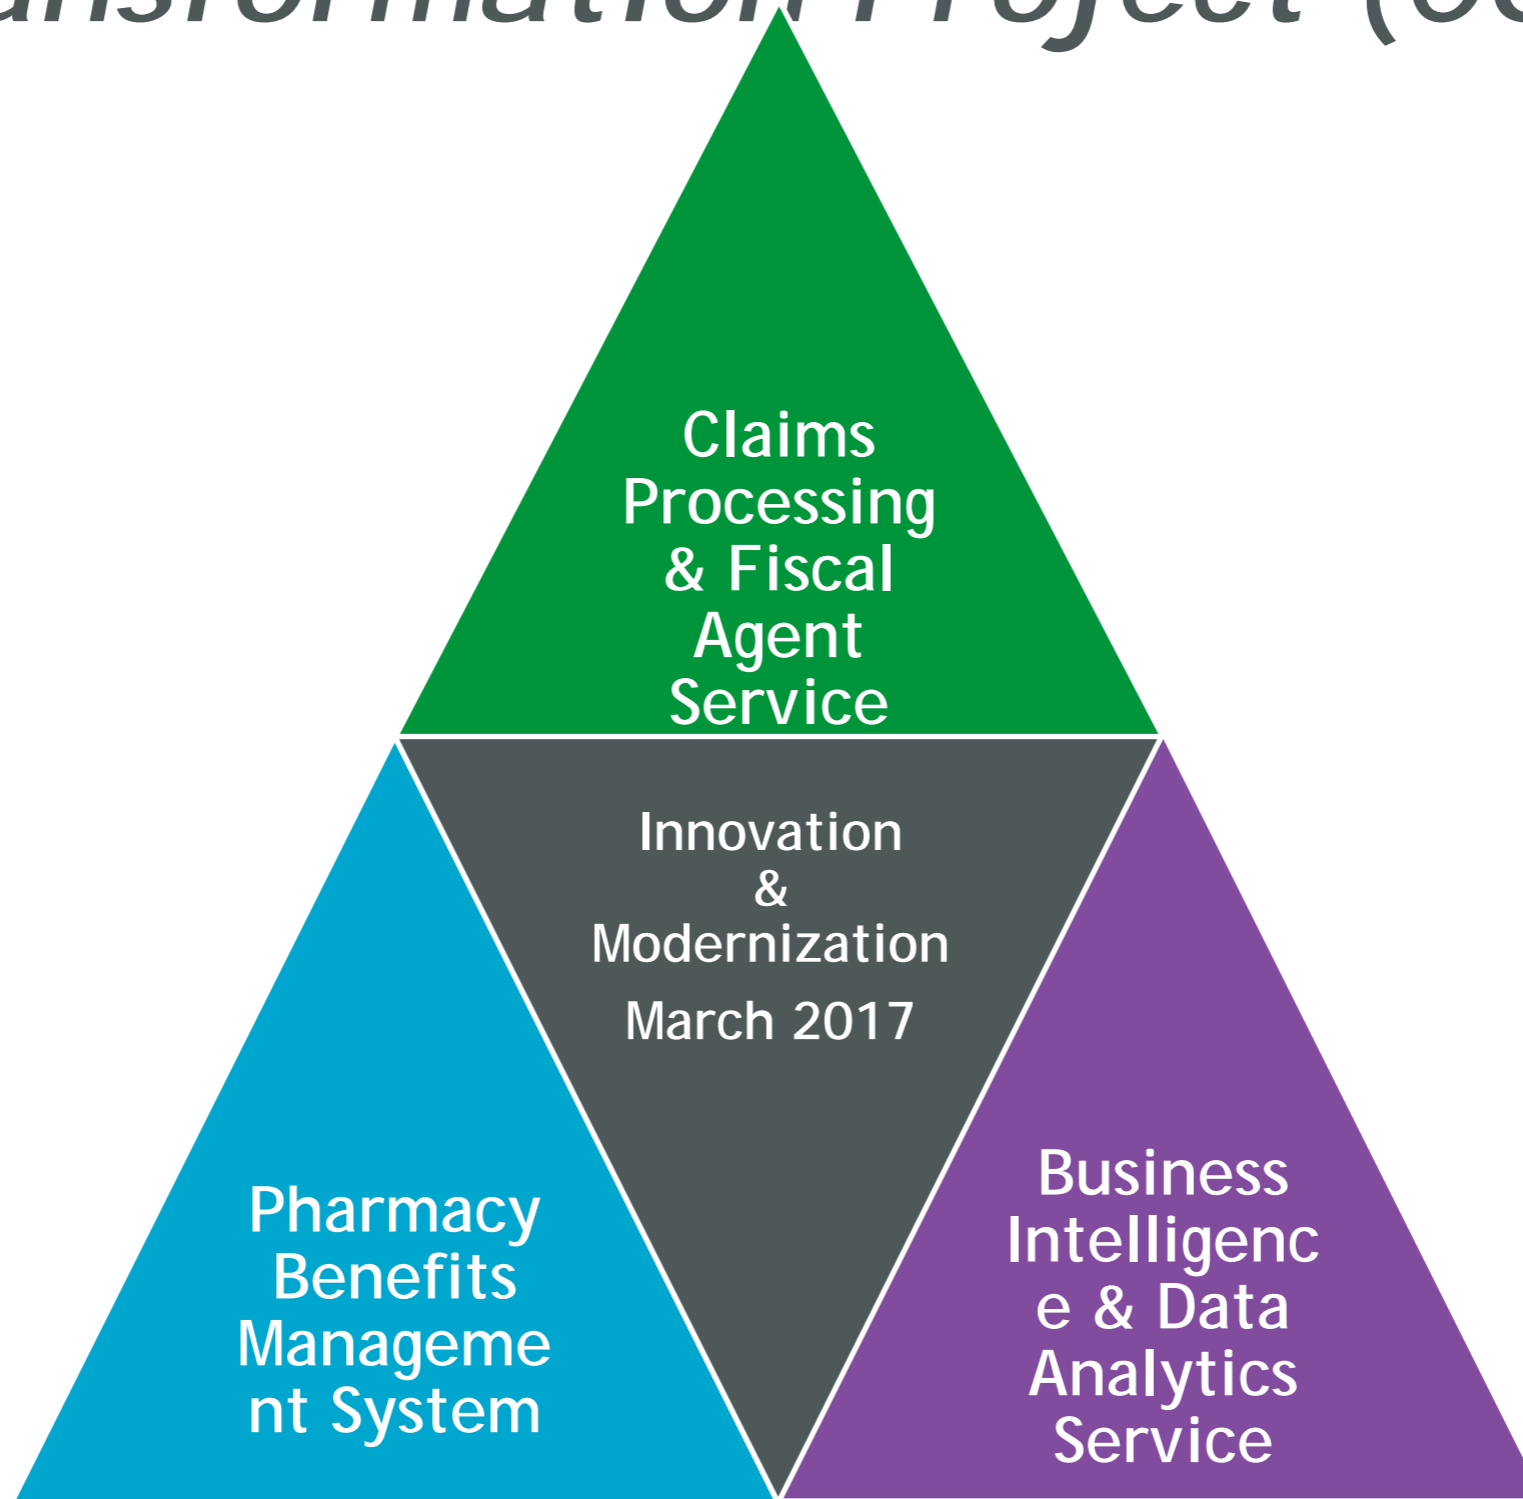 Project
Claims
Processing
& Fiscal
Agent
Service
Innovation
&
Modernization
March 2017
Pharmacy
Benefits
Manageme
nt System
Business
Intelligenc
e & Data
Analytics
Service